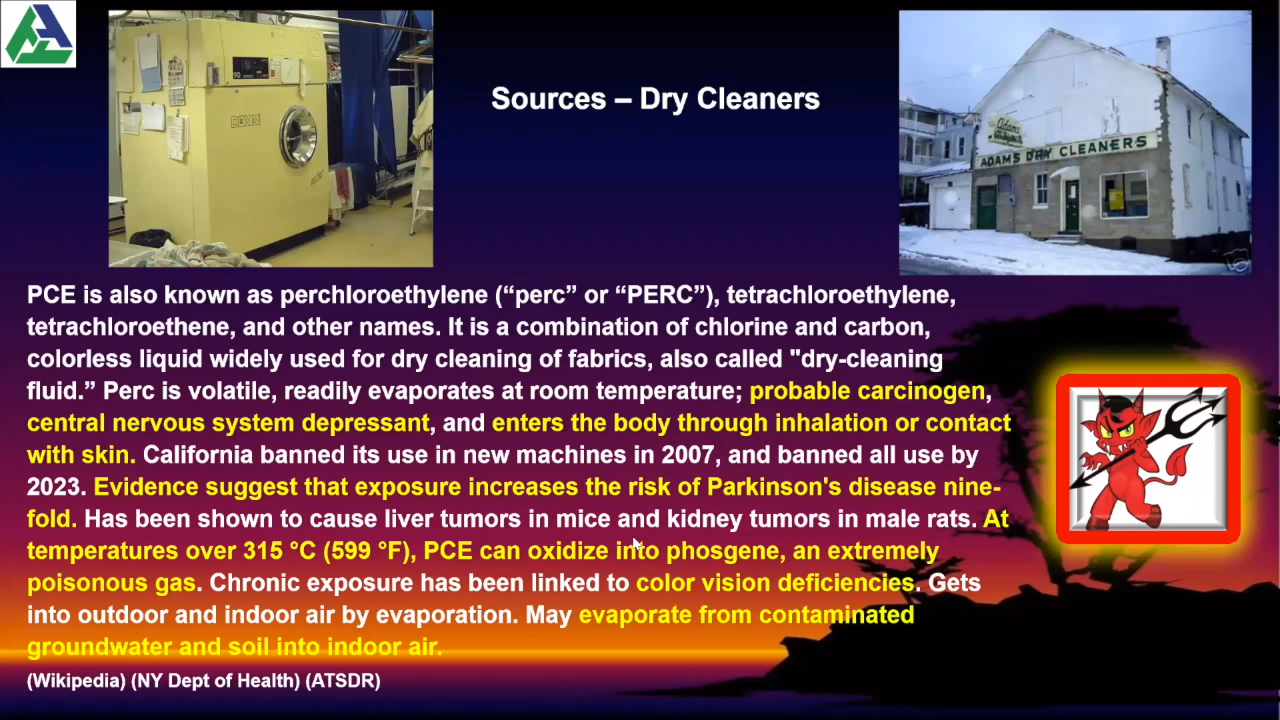 Sources – Dry Cleaners
DONNI
Adams
ADAMS DRY CLEANERS
PCE is also known as perchloroethylene (“perc” or “PERC”), tetrachloroethylene,
tetrachloroethene, and other names. It is a combination of chlorine and carbon,
colorless liquid widely used for dry cleaning of fabrics, also called "dry-cleaning
fluid.” Perc is volatile, readily evaporates at room temperature; probable carcinogen,
central nervous system depressant, and enters the body through inhalation or contact
with skin. California banned its use in new machines in 2007, and banned all use by
2023. Evidence suggest that exposure increases the risk of Parkinson's disease nine-
fold. Has been shown to cause liver tumors in mice and kidney tumors in male rats. At
temperatures over 315 °C (599 °F), PCE can oxidize into phosgene, an extremely
poisonous gas. Chronic exposure has been linked to color vision deficiencies. Gets
into outdoor and indoor air by evaporation. May evaporate from contaminated
groundwater and soil into indoor air.
(Wikipedia) (NY Dept of Health) (ATSDR)